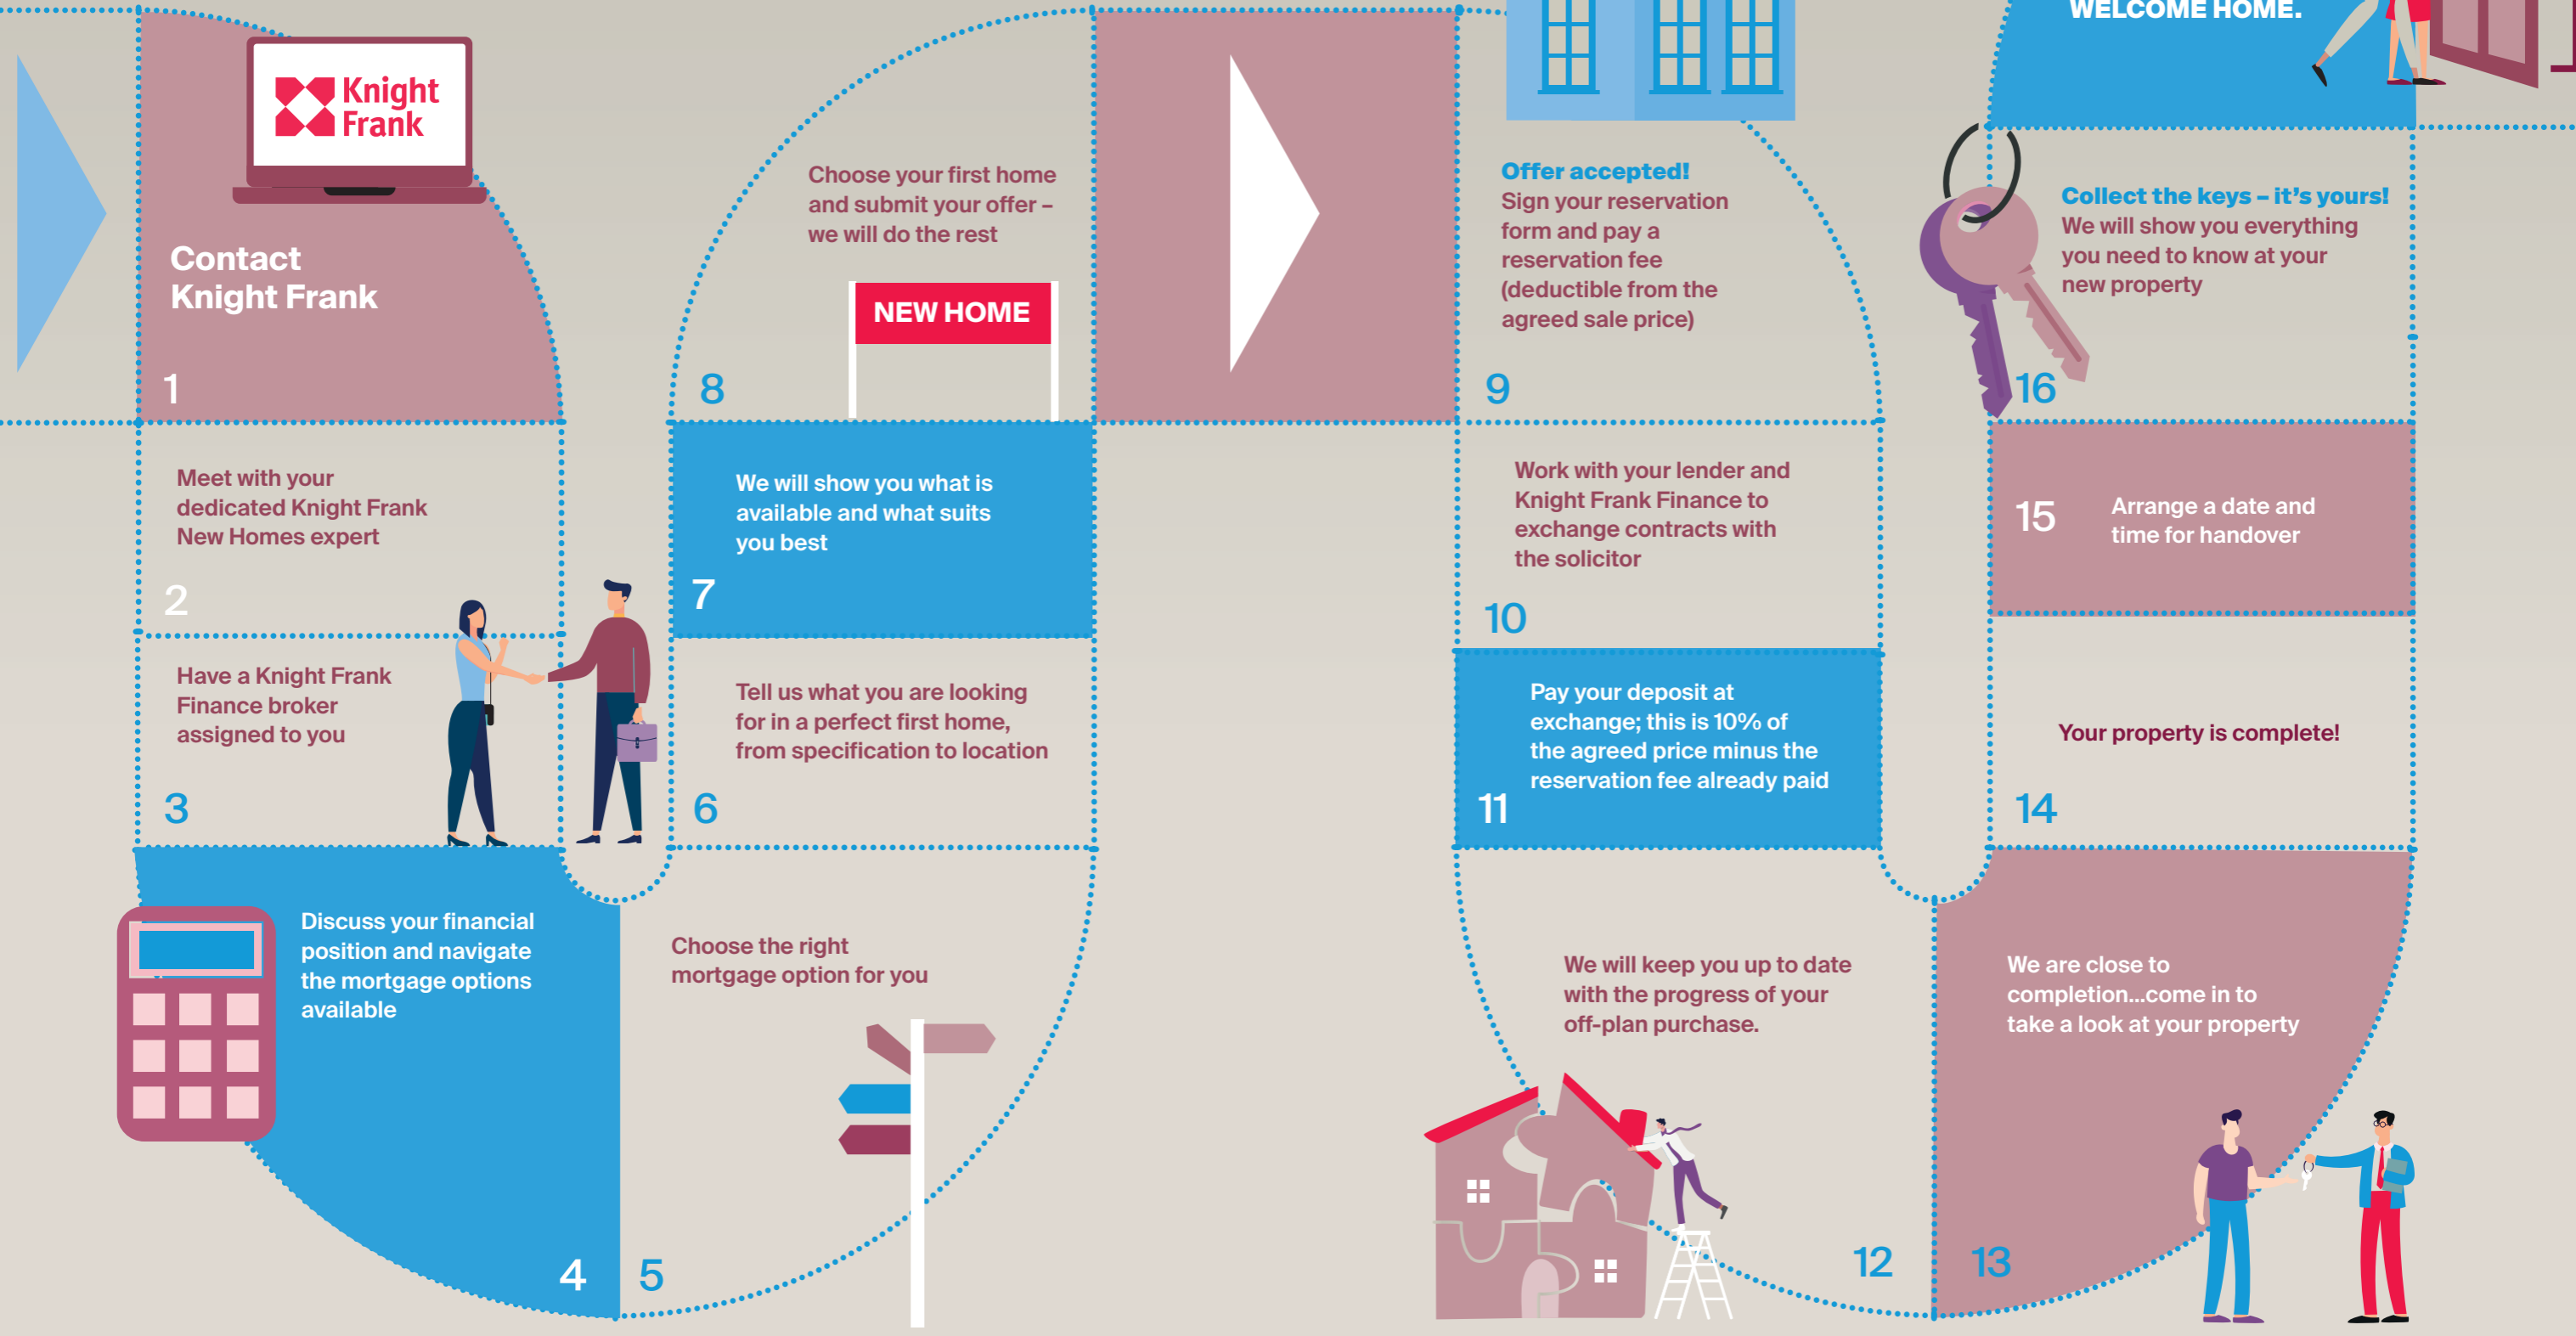 Knight
Frank
Contact
Knight Frank
1
Meet with your
dedicated Knight Frank
New Homes expert
2
Have a Knight Frank
Finance broker
assigned to you
3
Discuss your financial
position and navigate
the mortgage options
available
4
Choose the right
mortgage option for you
5
Tell us what you are looking
for in a perfect first home,
from specification to location
6
We will show you what is
available and what suits
you best
7
Choose your first home
and submit your offer –
we will do the rest
NEW HOME
8
Offer accepted!
Sign your reservation
form and pay a
reservation fee
(deductible from the
agreed sale price)
9
Work with your lender and
Knight Frank Finance to
exchange contracts with
the solicitor
10
Pay your deposit at
exchange; this is 10% of
the agreed price minus the
reservation fee already paid
11
We will keep you up to date
with the progress of your
off-plan purchase.
12
We are close to
completion...come in to
take a look at your property
13
Your property is complete!
14
15
Arrange a date and
time for handover
Collect the keys – it’s yours!
We will show you everything
you need to know at your
new property
16
WELCOME HOME.